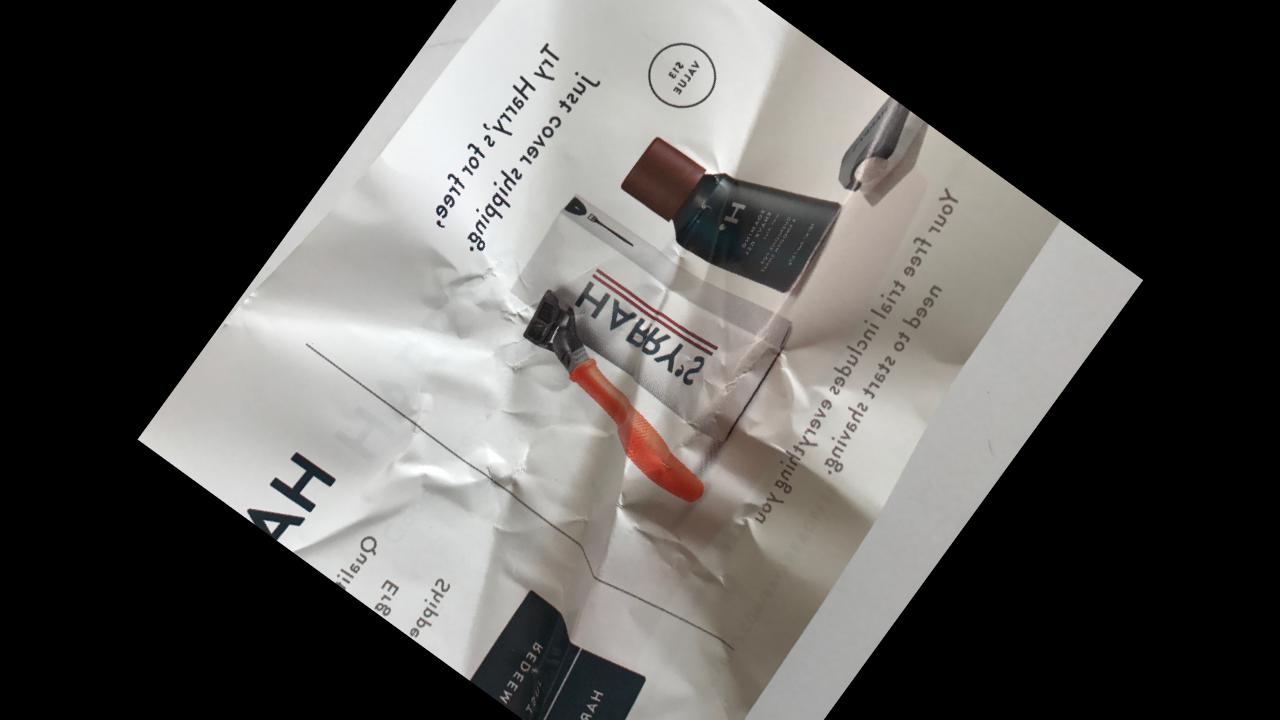 Try Harry's for free,
just cover shipping.
$13
VALUE
H.
HARRY'S
Your free trial includes everything you
need to start shaving.
HA
Qualit
Erg
Shippe
REDEEM
HAR